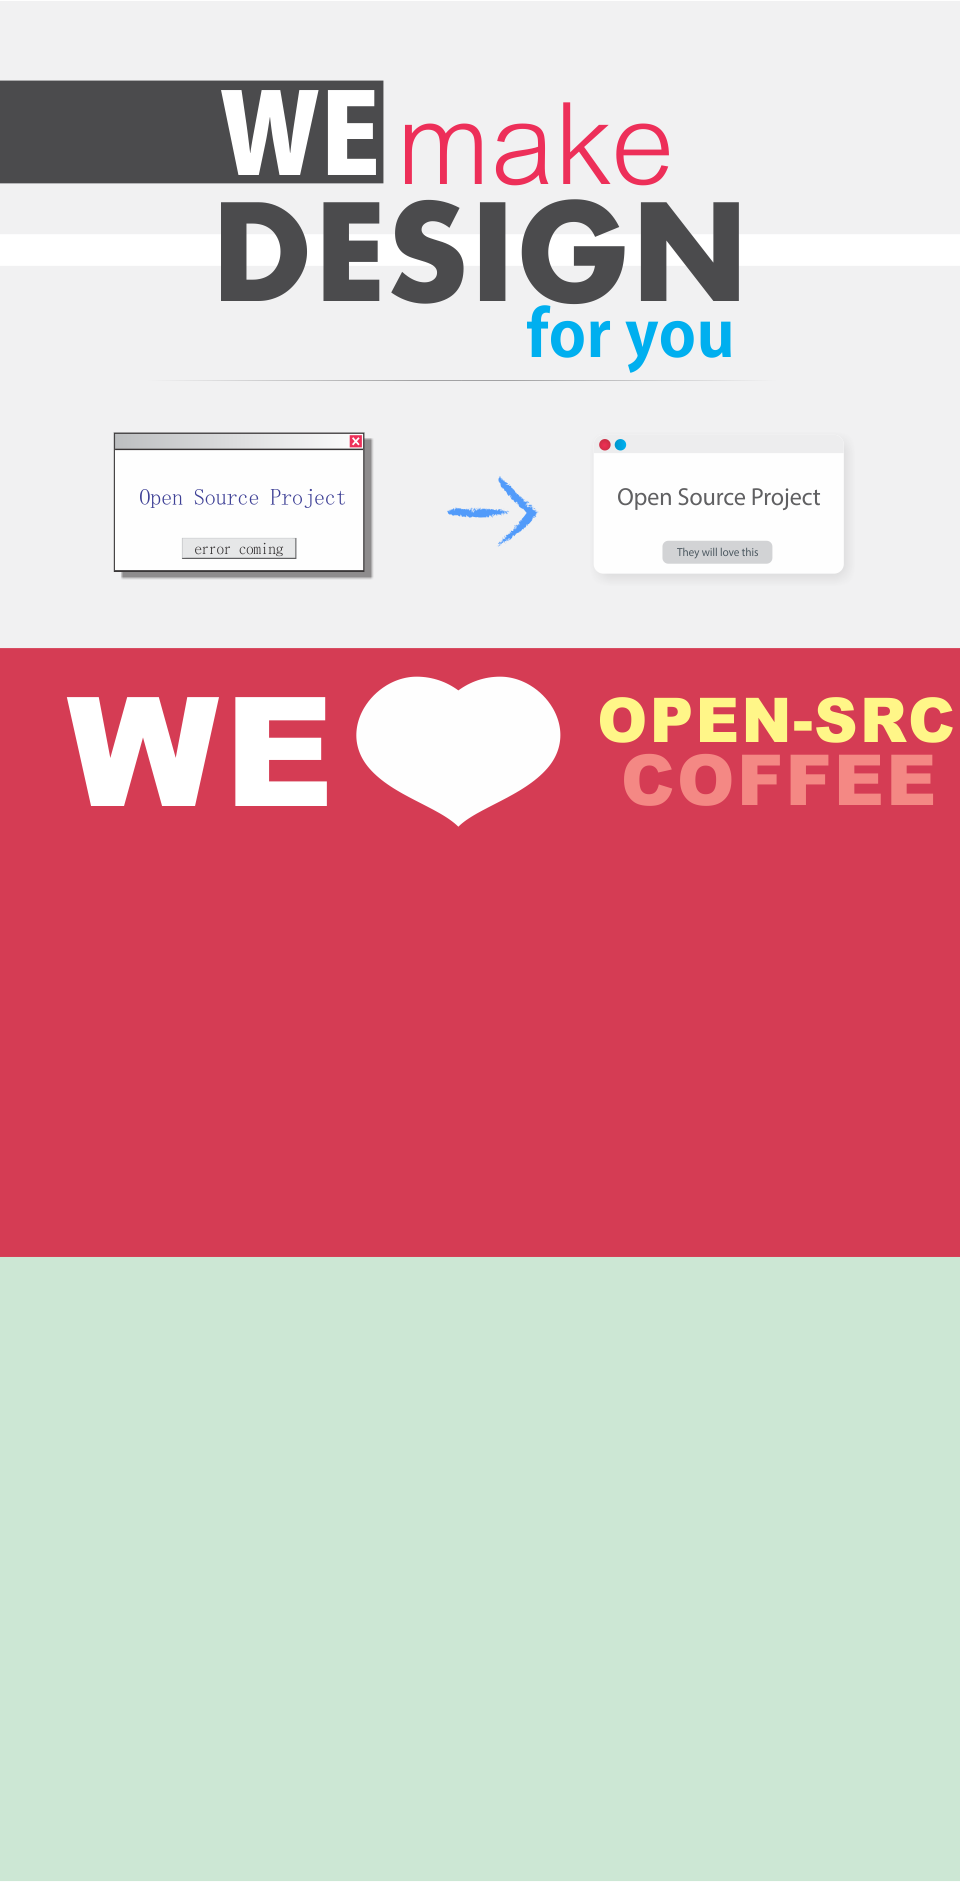 WE make
DESIGN
for you
Open Source Project
error coming
Open Source Project
They will love this
WE
OPEN-SRC
COFFEE